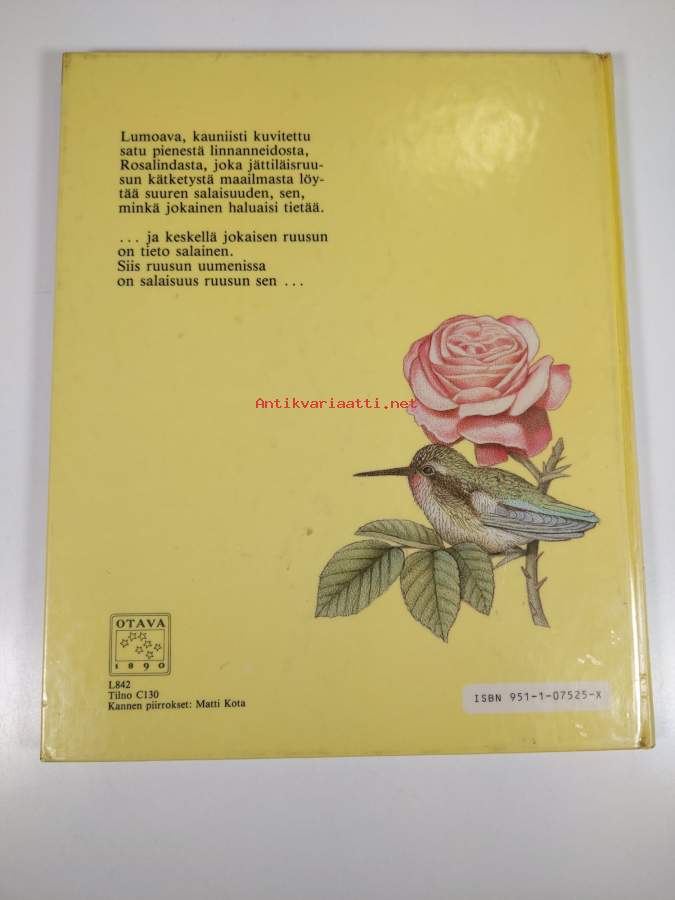 Lumoava, kauniisti kuvitettu
satu pienestä linnanneidosta,
Rosalindasta, joka jättiläisruu-
sun kätketystä maailmasta löy-
tää suuren salaisuuden, sen,
minkä jokainen haluaisi tietää.
... ja keskellä jokaisen ruusun
on tieto salainen.
Siis ruusun uumenissa
on salaisuus ruusun sen ...
Antikvariaatti.net
OTAVA
1890
L842
Tilno C130
Kannen piirrokset: Matti Kota
ISBN 951-1-07525-X